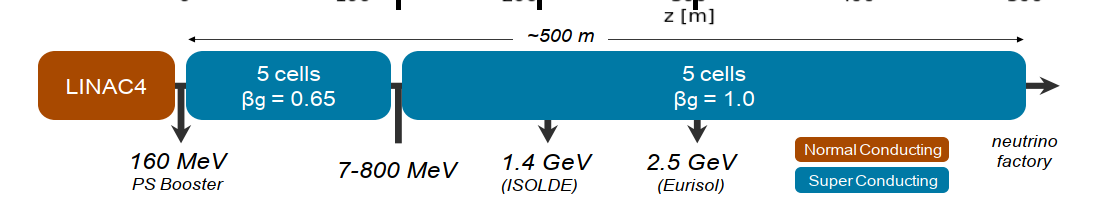 z [m]
~500 m
LINAC4
5 cells
βg = 0.65
5 cells
βg = 1.0
160 MeV
PS Booster
7-800 MeV
1.4 GeV
(ISOLDE)
2.5 GeV
(Eurisol)
Normal Conducting
Super Conducting
neutrino
factory